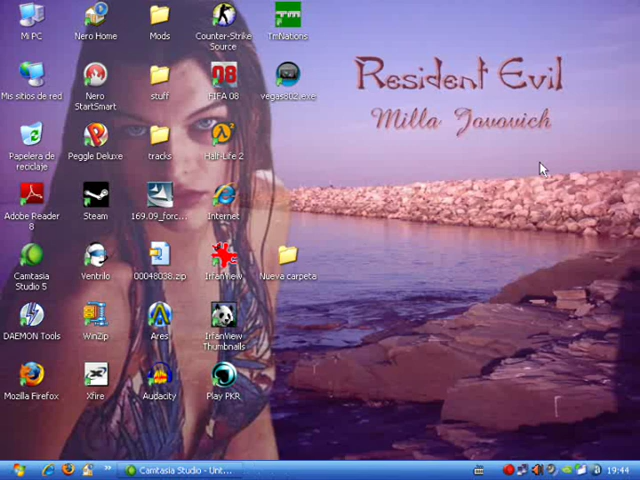 Resident Evil
Milla Jovovich
Mi PC
Nero Home
Mods
Counter-Strike
Source
TmNations
Mis sitios de red
Nero
StartSmart
stuff
FIFA 08
vegas802.exe
Papelera de
reciclaje
Peggle Deluxe
tracks
Half-Life 2
Adobe Reader
8
Steam
169.09_forc...
Internet
Camtasia
Studio 5
Ventrilo
00048038.zip
IrfanView
Nueva carpeta
DAEMON Tools
WinZip
Ares
IrfanView
Thumbnails
Mozilla Firefox
Xfire
Audacity
Play PKR
Camtasia Studio - Unt...
19:44